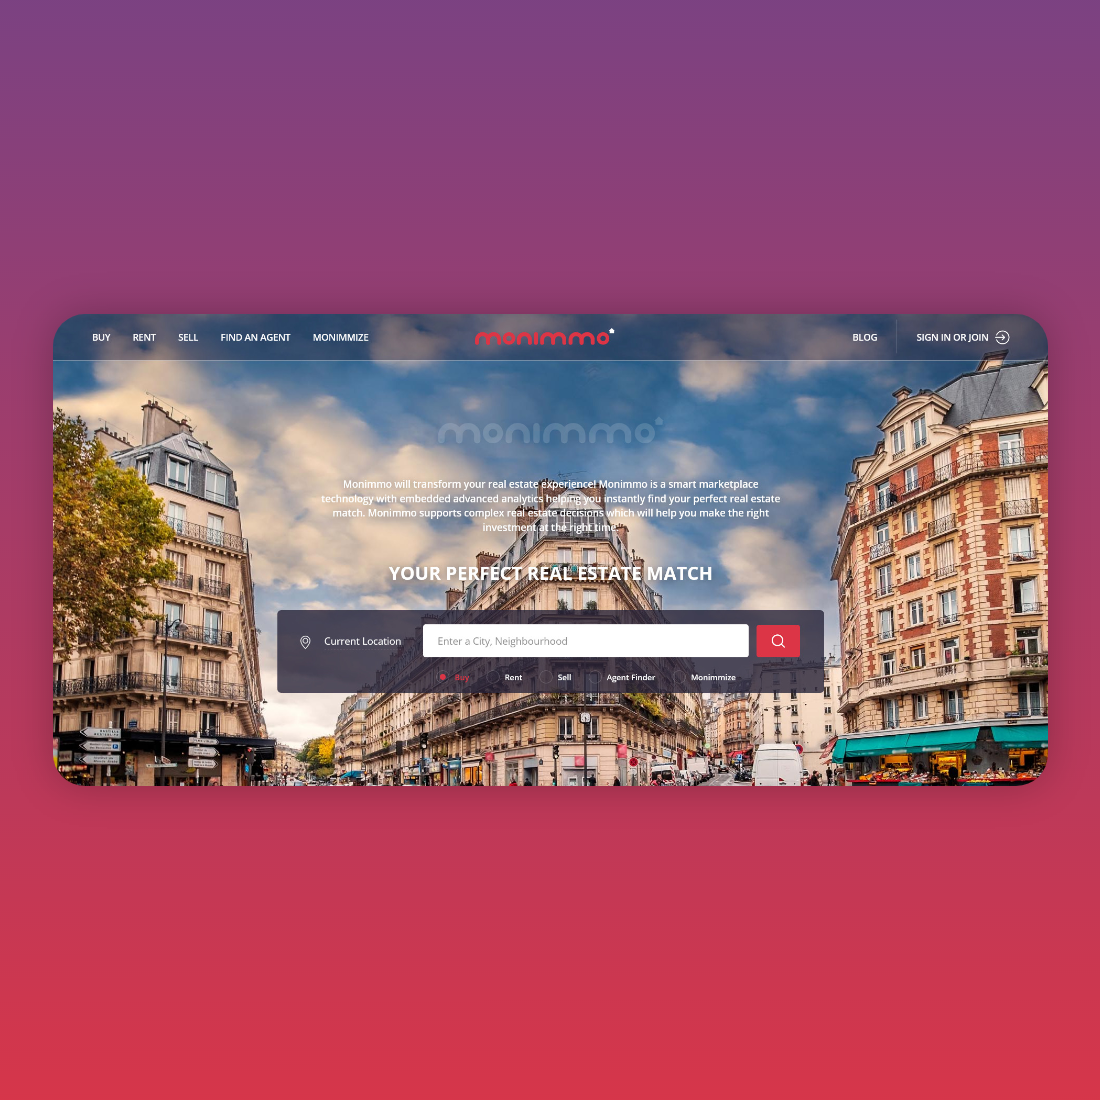 BUY RENT SELL FIND AN AGENT MONIMMIZE monimmo BLOG SIGN IN OR JOIN
monimmo
Monimmo will transform your real estate experience! Monimmo is a smart marketplace
technology with embedded advanced analytics helping you instantly find your perfect real estate
match. Monimmo supports complex real estate decisions which will help you make the right
investment at the right time.
YOUR PERFECT REAL ESTATE MATCH
Current Location Enter a City, Neighbourhood
Buy Rent Sell Agent Finder Monimmize